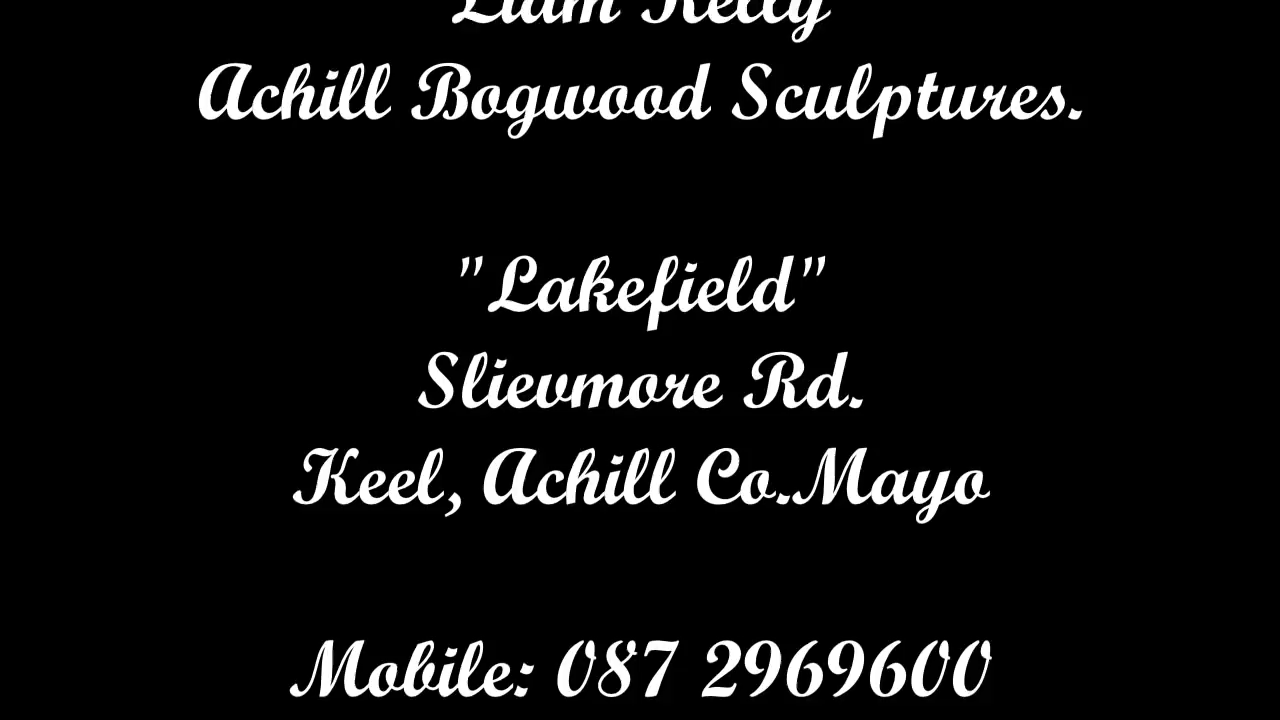 Liam Kelly
Achill Bogwood Sculptures.
"Lakefield"
Slievmore Rd.
Keel, Achill Co.Mayo
Mobile: 087 2969600